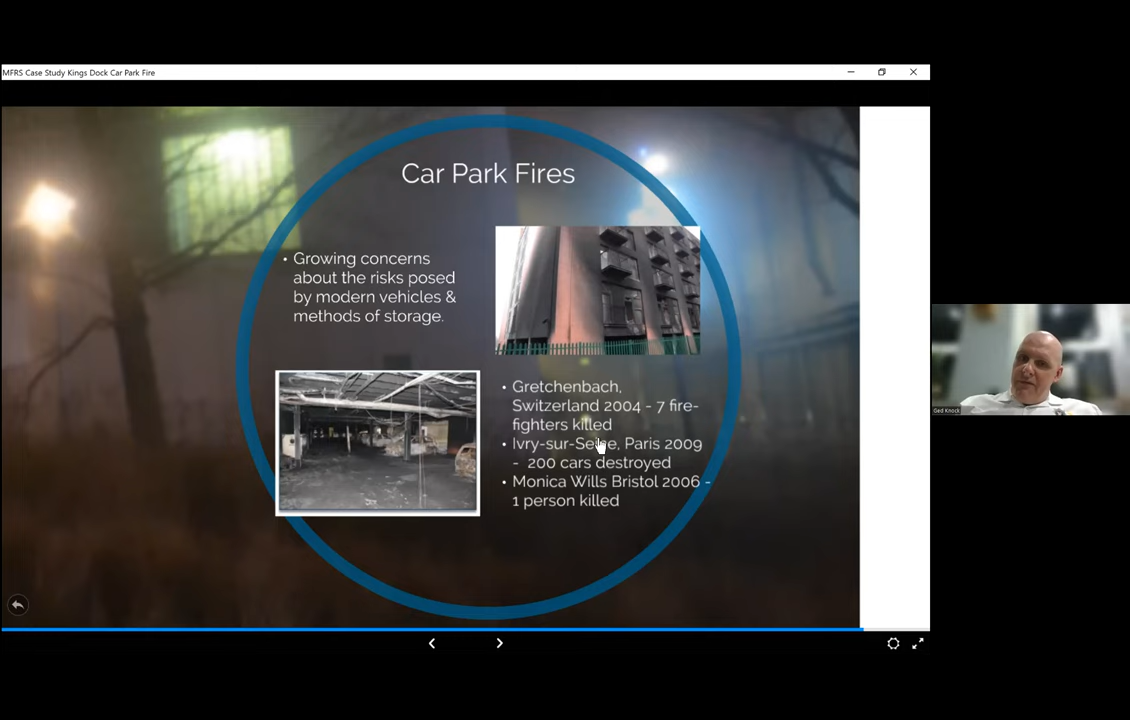 MFRS Case Study Kings Dock Car Park Fire
Car Park Fires
• Growing concerns
about the risks posed
by modern vehicles &
methods of storage.
• Gretchenbach,
Switzerland 2004 - 7 fire-
fighters killed
• Ivry-sur-Seine, Paris 2009
- 200 cars destroyed
• Monica Wills Bristol 2006 -
1 person killed
Ged Knock